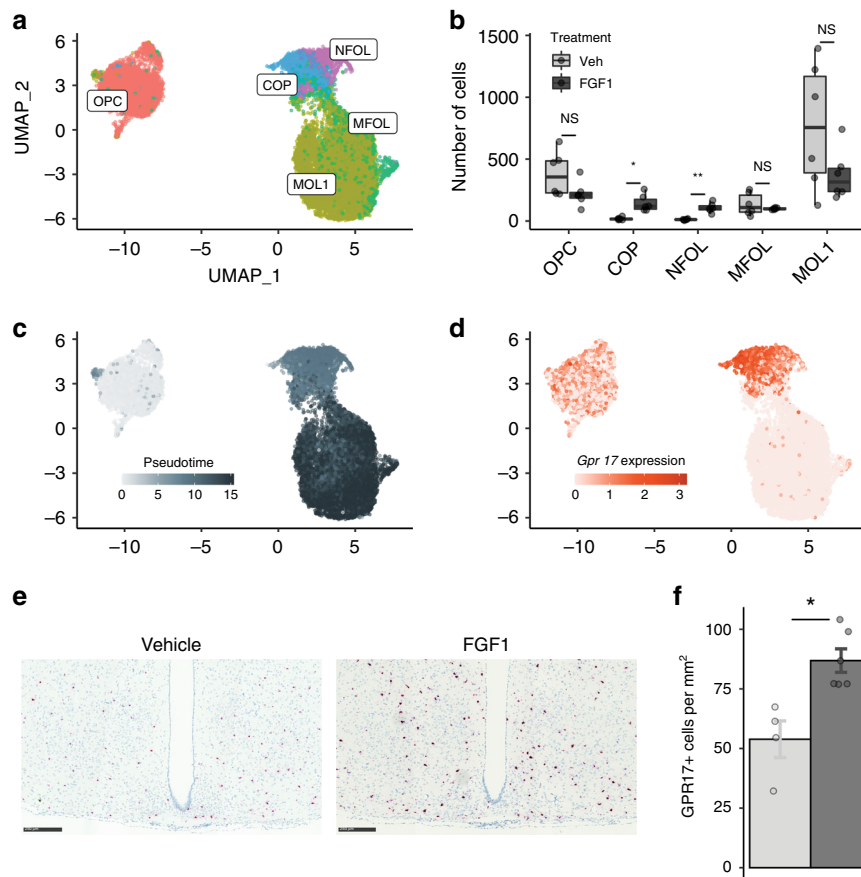 a
6
3
0
−3
−6
UMAP_2
−10
−5
0
5
UMAP_1
OPC
COP
NFOL
MFOL
MOL1
b
1500
1000
500
0
Number of cells
Treatment
Veh
FGF1
NS
*
**
NS
NS
OPC
COP
NFOL
MFOL
MOL1
c
6
3
0
−3
−6
−10
−5
0
5
Pseudotime
0 5 10 15
d
6
3
0
−3
−6
−10
−5
0
5
Gpr 17 expression
0 1 2 3
e
Vehicle
FGF1
f
100
75
50
25
0
GPR17+ cells per mm²
*